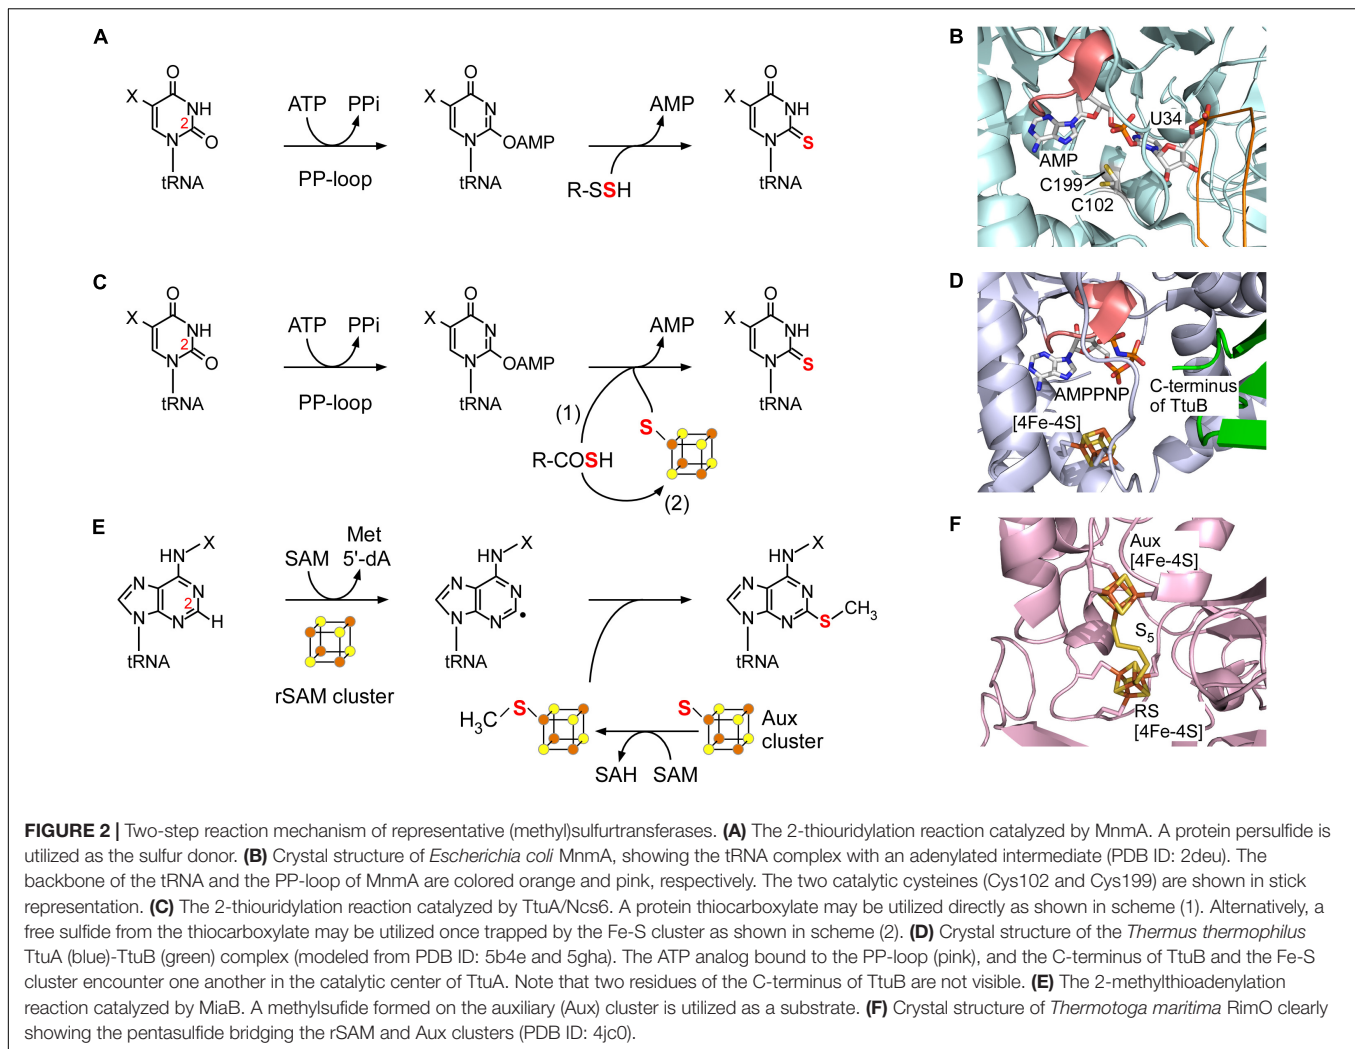 A
X
O
NH
2
N
O
tRNA
ATP PPi
PP-loop
X
O
N
N
OAMP
tRNA
AMP
R-SSH
X
O
NH
N
S
tRNA
B
U34
AMP
C199
C102
C
X
O
NH
2
N
O
tRNA
ATP PPi
PP-loop
X
O
N
N
OAMP
tRNA
AMP
(1)
S
R-COSH
(2)
X
O
NH
N
S
tRNA
D
AMPPNP
C-terminus
of TtuB
[4Fe-4S]
E
HN
X
N
N
2
N
N
H
tRNA
Met
SAM 5'-dA
rSAM cluster
HN
X
N
N
N
N
tRNA
HN
X
N
N
N
N
S
CH3
tRNA
H3C
S
S
Aux
cluster
SAH SAM
F
Aux
[4Fe-4S]
S5
RS
[4Fe-4S]
FIGURE 2 | Two-step reaction mechanism of representative (methyl)sulfurtransferases. (A) The 2-thiouridylation reaction catalyzed by MnmA. A protein persulfide is
utilized as the sulfur donor. (B) Crystal structure of Escherichia coli MnmA, showing the tRNA complex with an adenylated intermediate (PDB ID: 2deu). The
backbone of the tRNA and the PP-loop of MnmA are colored orange and pink, respectively. The two catalytic cysteines (Cys102 and Cys199) are shown in stick
representation. (C) The 2-thiouridylation reaction catalyzed by TtuA/Ncs6. A protein thiocarboxylate may be utilized directly as shown in scheme (1). Alternatively, a
free sulfide from the thiocarboxylate may be utilized once trapped by the Fe-S cluster as shown in scheme (2). (D) Crystal structure of the Thermus thermophilus
TtuA (blue)-TtuB (green) complex (modeled from PDB ID: 5b4e and 5gha). The ATP analog bound to the PP-loop (pink), and the C-terminus of TtuB and the Fe-S
cluster encounter one another in the catalytic center of TtuA. Note that two residues of the C-terminus of TtuB are not visible. (E) The 2-methylthioadenylation
reaction catalyzed by MiaB. A methylsufide formed on the auxiliary (Aux) cluster is utilized as a substrate. (F) Crystal structure of Thermotoga maritima RimO clearly
showing the pentasulfide bridging the rSAM and Aux clusters (PDB ID: 4jc0).